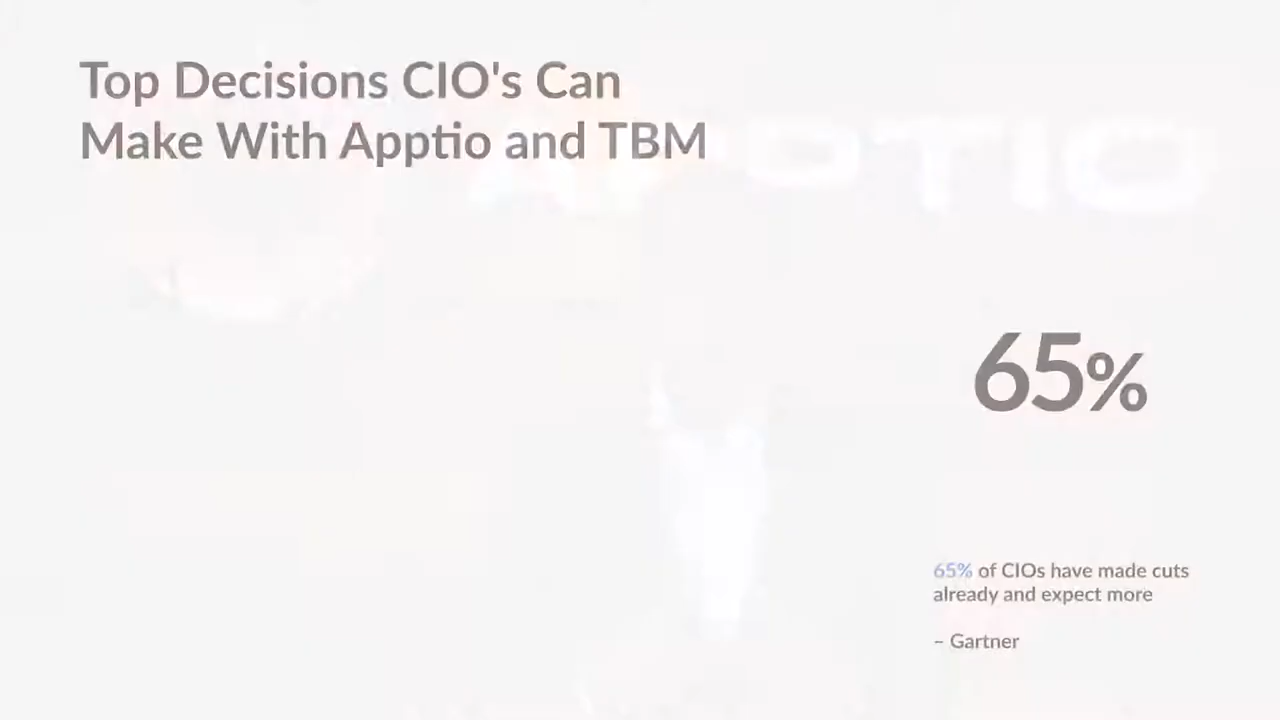 Top Decisions CIO's Can
Make With Apptio and TBM
APTIO
65%
65% of CIOs have made cuts
already and expect more
– Gartner